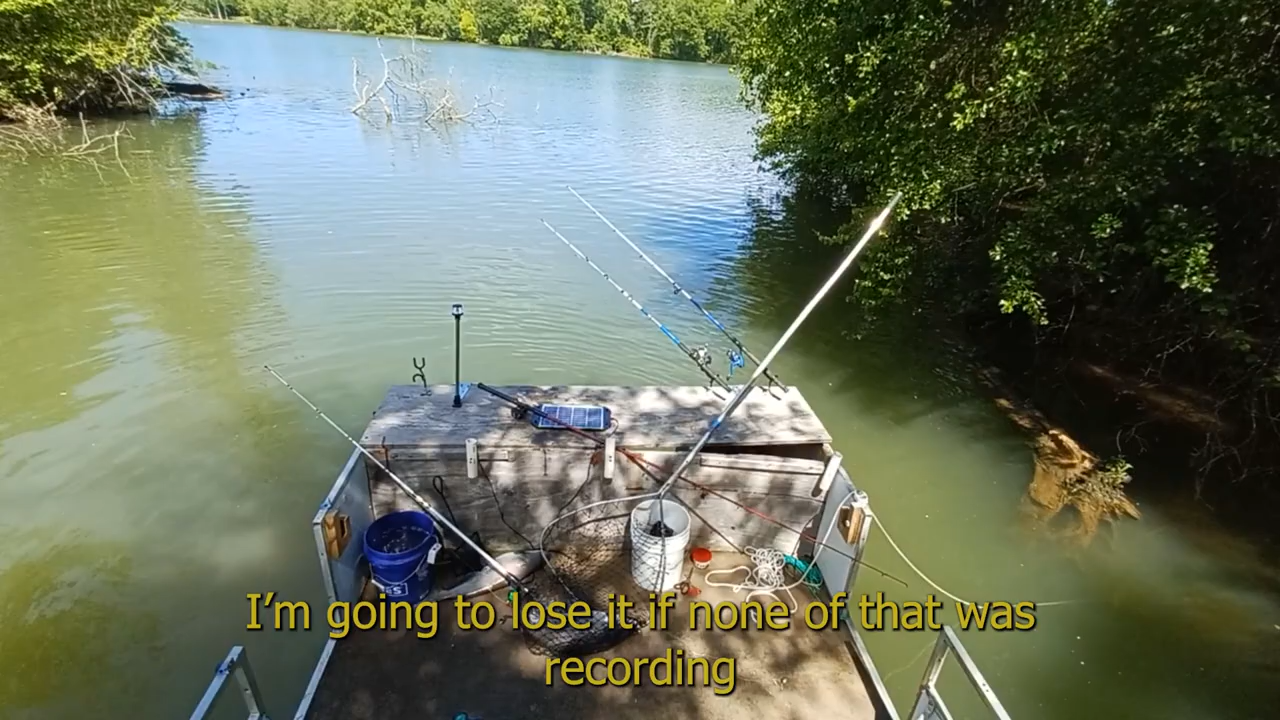 I’m going to lose it if none of that was
recording